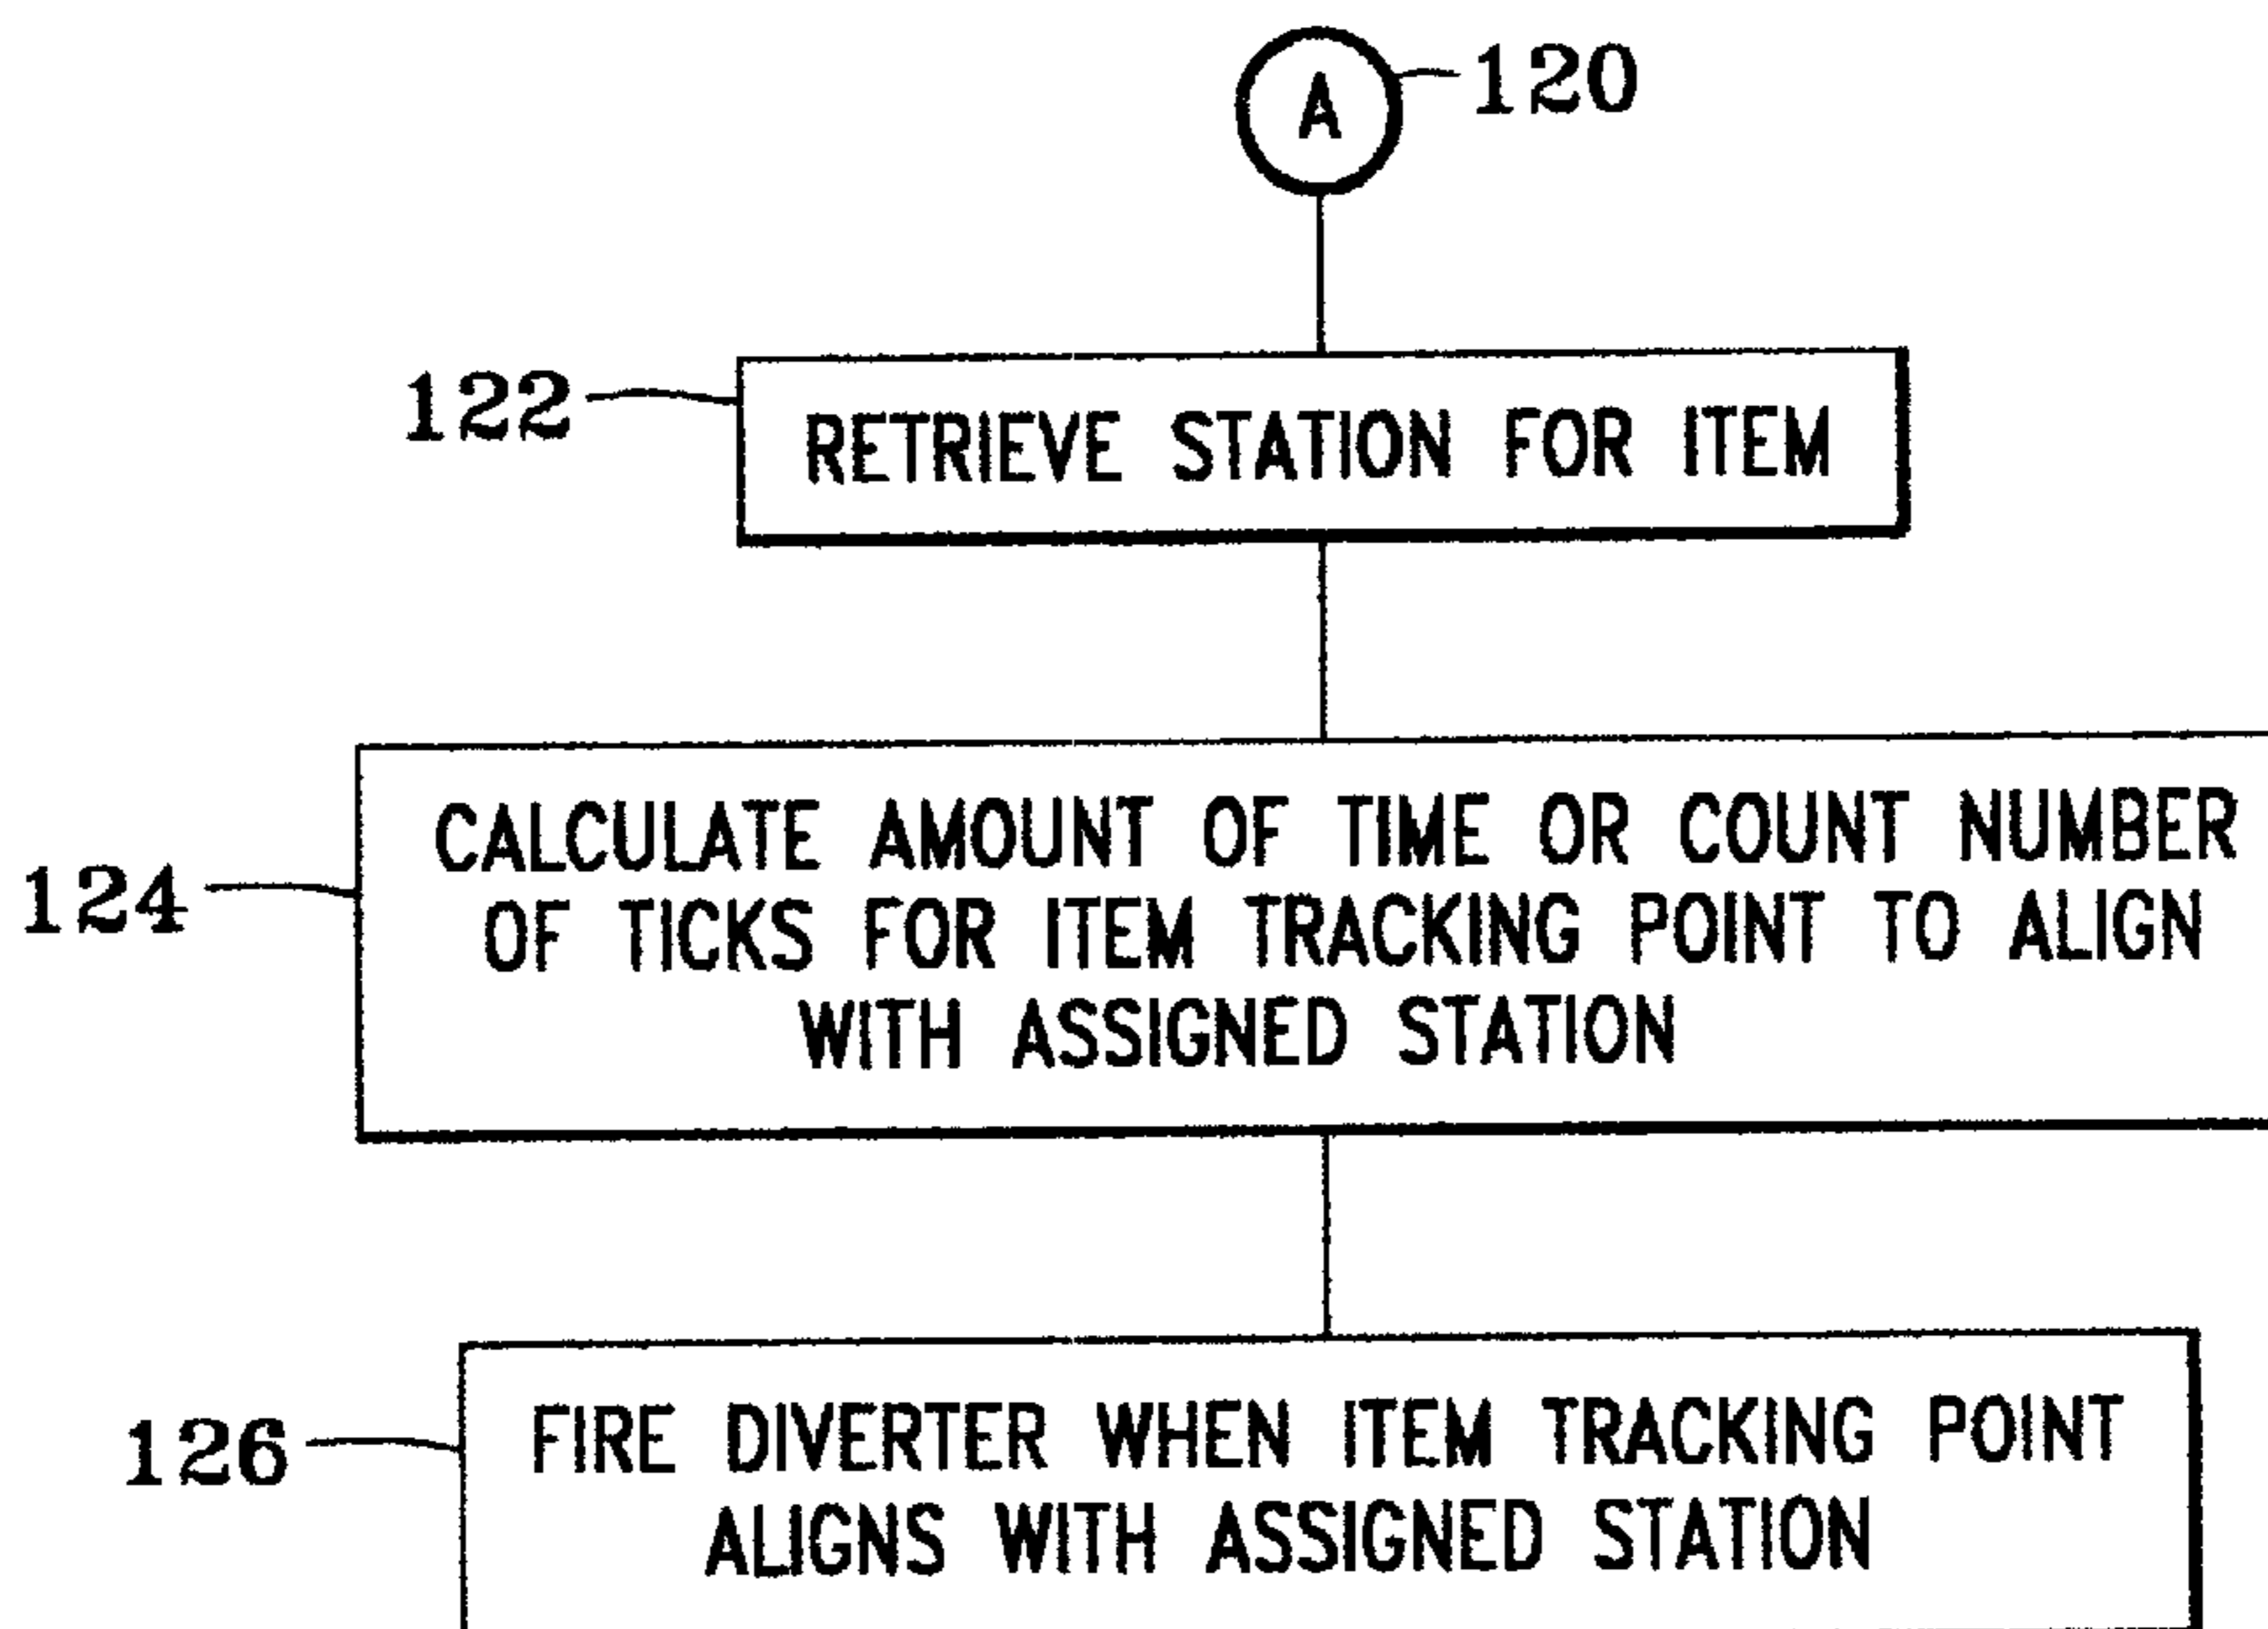 A 120
122 RETRIEVE STATION FOR ITEM
CALCULATE AMOUNT OF TIME OR COUNT NUMBER
124 OF TICKS FOR ITEM TRACKING POINT TO ALIGN
WITH ASSIGNED STATION
126 FIRE DIVERTER WHEN ITEM TRACKING POINT
ALIGNS WITH ASSIGNED STATION